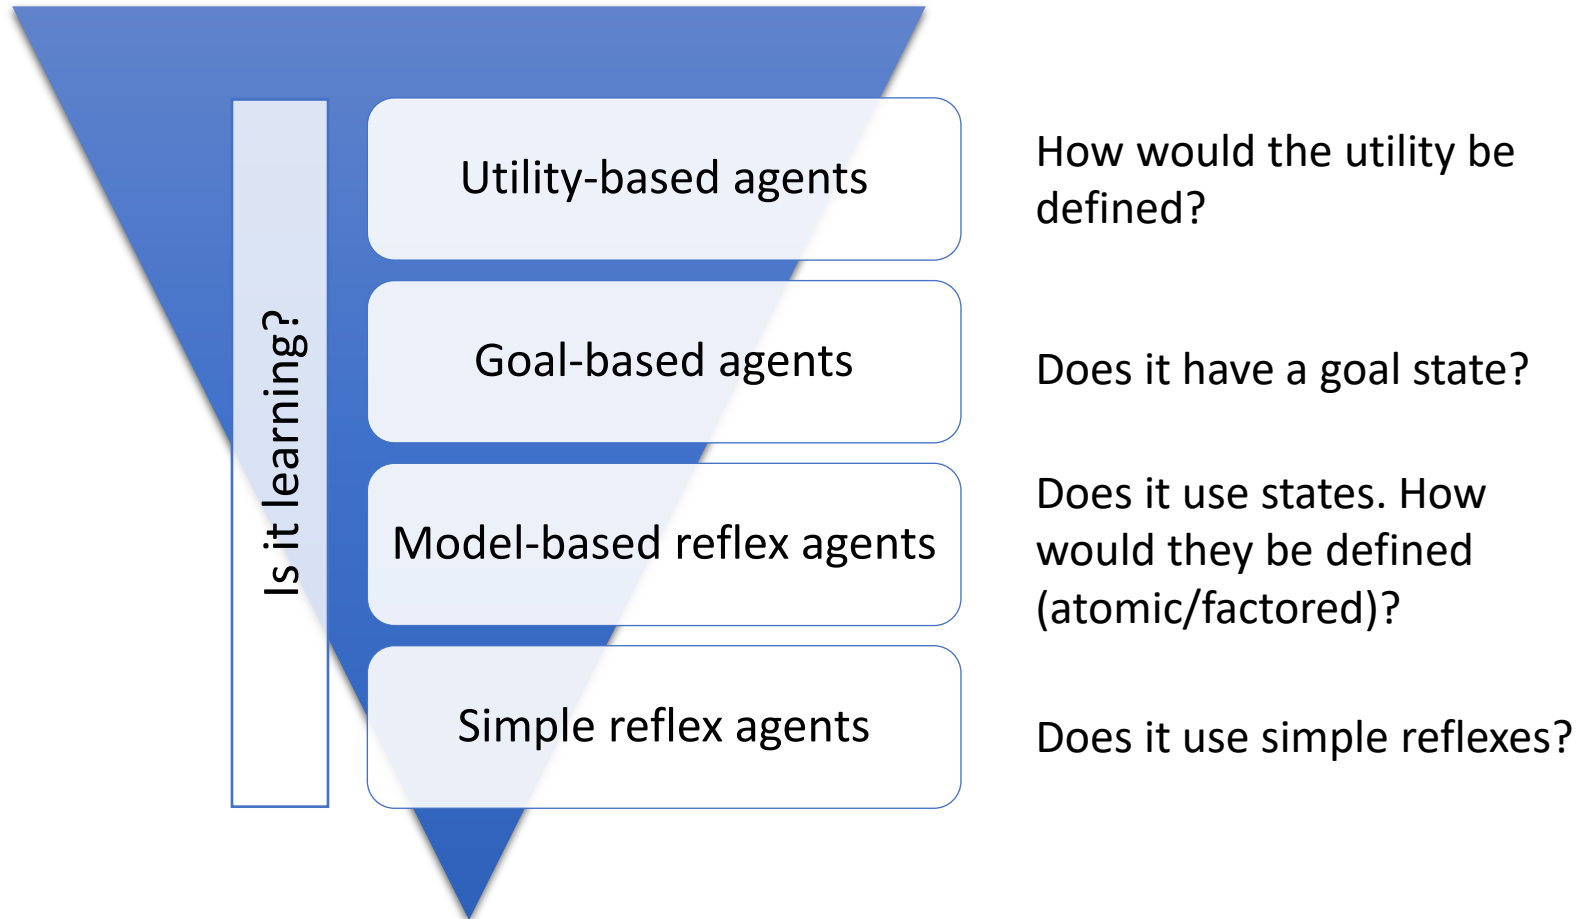 Is it learning?
Utility-based agents
How would the utility be
defined?
Goal-based agents
Does it have a goal state?
Model-based reflex agents
Does it use states. How
would they be defined
(atomic/factored)?
Simple reflex agents
Does it use simple reflexes?